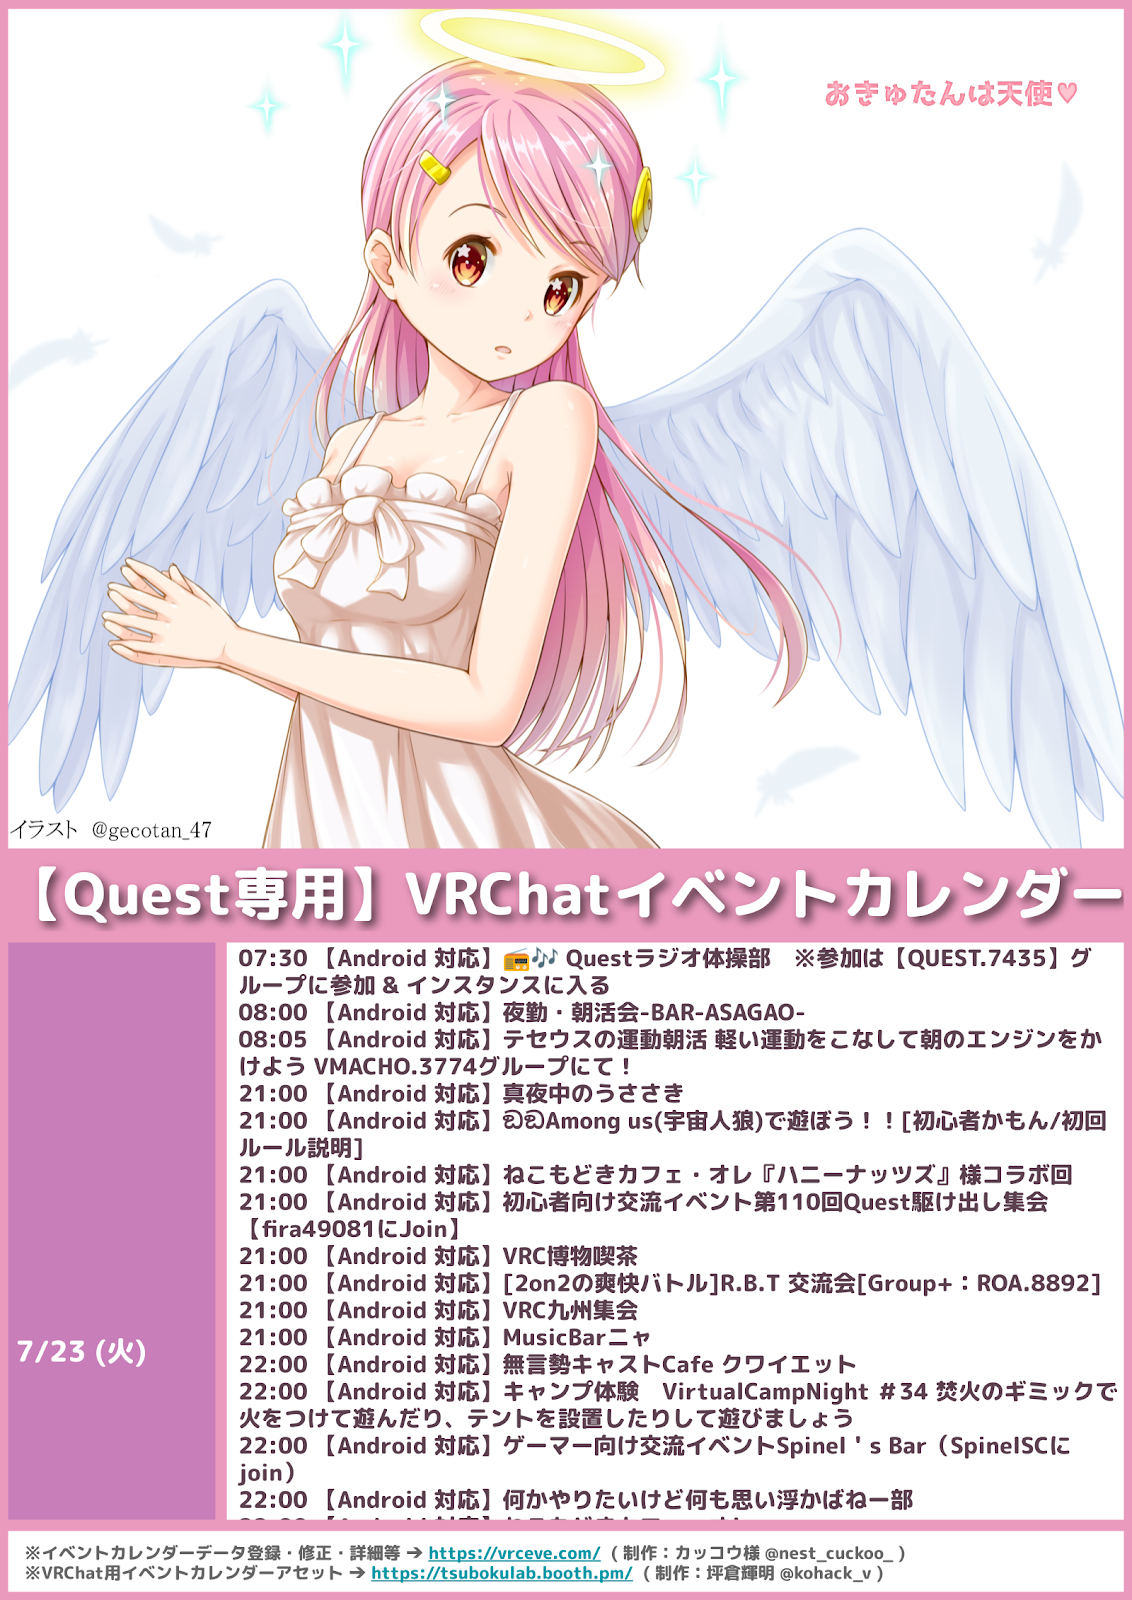 おきゅたんは天使♥
イラスト @gecotan_47
【Quest専用】VRChatイベントカレンダー
7/23 (火)
07:30 【Android 対応】📻🎶 Questラジオ体操部　※参加は【QUEST.7435】グ
ループに参加 & インスタンスに入る
08:00 【Android 対応】夜勤・朝活会-BAR-ASAGAO-
08:05 【Android 対応】テセウスの運動朝活 軽い運動をこなして朝のエンジンをか
けよう VMACHO.3774グループにて！
21:00 【Android 対応】真夜中のうささき
21:00 【Android 対応】ඞඞAmong us(宇宙人狼)で遊ぼう！！[初心者かもん/初回
ルール説明]
21:00 【Android 対応】ねこもどきカフェ・オレ『ハニーナッツズ』様コラボ回
21:00 【Android 対応】初心者向け交流イベント第110回Quest駆け出し集会
【fira49081にJoin】
21:00 【Android 対応】VRC博物喫茶
21:00 【Android 対応】[2on2の爽快バトル]R.B.T 交流会[Group+：ROA.8892]
21:00 【Android 対応】VRC九州集会
21:00 【Android 対応】MusicBarニャ
22:00 【Android 対応】無言勢キャストCafe クワイエット
22:00 【Android 対応】キャンプ体験　VirtualCampNight ＃34 焚火のギミックで
火をつけて遊んだり、テントを設置したりして遊びましょう
22:00 【Android 対応】ゲーマー向け交流イベントSpinel＇s Bar（SpinelSCに
join）
22:00 【Android 対応】何かやりたいけど何も思い浮かばねー部
※イベントカレンダーデータ登録・修正・詳細等 ➔ https://vrceve.com/ （制作：カッコウ様 @nest_cuckoo_ ）
※VRChat用イベントカレンダーアセット ➔ https://tsubokulab.booth.pm/ （制作：坪倉輝明 @kohack_v ）